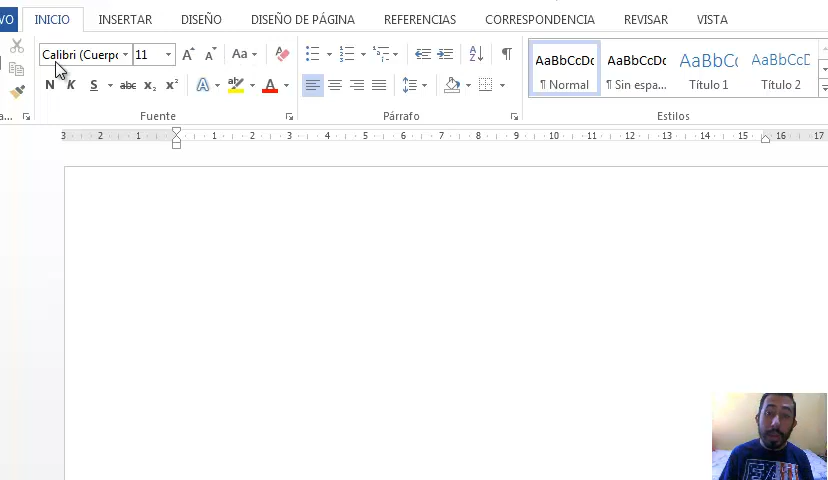 VO INICIO INSERTAR DISEÑO DISEÑO DE PÁGINA REFERENCIAS CORRESPONDENCIA REVISAR VISTA
Calibri (Cuerpo 11 A A Aa AaBbCcDc AaBbCcDc AaBbCc AaBbCcD
N K S abc x₂ x² A ab A ¶ Normal ¶ Sin espa... Título 1 Título 2
a... Fuente Párrafo Estilos
3 2 1 1 2 3 4 5 6 7 8 9 10 11 12 13 14 15 16 17